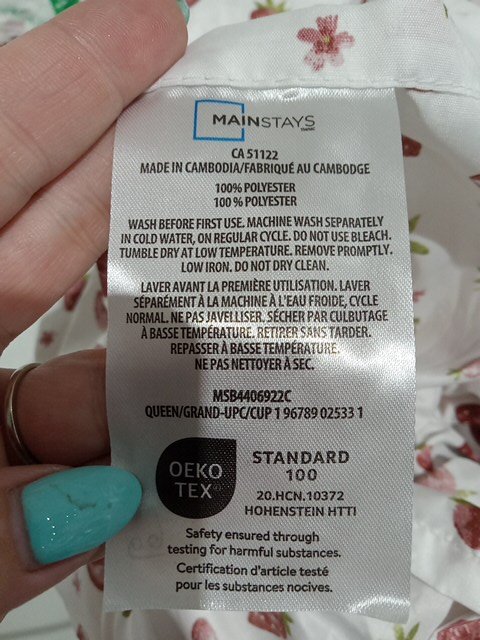 MAINSTAYS
CA 51122
MADE IN CAMBODIA/FABRIQUÉ AU CAMBODGE
100% POLYESTER
100 % POLYESTER
WASH BEFORE FIRST USE. MACHINE WASH SEPARATELY
IN COLD WATER, ON REGULAR CYCLE. DO NOT USE BLEACH.
TUMBLE DRY AT LOW TEMPERATURE. REMOVE PROMPTLY.
LOW IRON. DO NOT DRY CLEAN.
LAVER AVANT LA PREMIÈRE UTILISATION. LAVER
SÉPARÉMENT À LA MACHINE À L'EAU FROIDE, CYCLE
NORMAL. NE PAS JAVELLISER. SÉCHER PAR CULBUTAGE
À BASSE TEMPÉRATURE. RETIRER SANS TARDER.
REPASSER À BASSE TEMPÉRATURE.
NE PAS NETTOYER À SEC.
MSB4406922C
QUEEN/GRAND-UPC/CUP 1 96789 02533 1
OEKO
TEX®
STANDARD
100
20.HCN.10372
HOHENSTEIN HTTI
Safety ensured through
testing for harmful substances.
Certification d'article testé
pour les substances nocives.